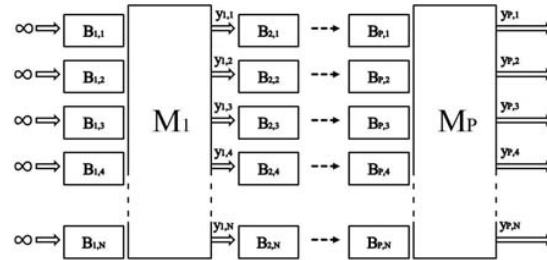 y1,1 yP,1
∞ B1,1 B2,1 BP,1
y1,2 yP,2
∞ B1,2 B2,2 BP,2
y1,3 yP,3
∞ B1,3 M1 B2,3 BP,3 MP
y1,4 yP,4
∞ B1,4 B2,4 BP,4
y1,N yP,N
∞ B1,N B2,N BP,N